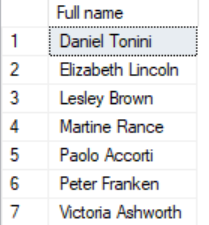 Full name
1 Daniel Tonini
2 Elizabeth Lincoln
3 Lesley Brown
4 Martine Rance
5 Paolo Accorti
6 Peter Franken
7 Victoria Ashworth